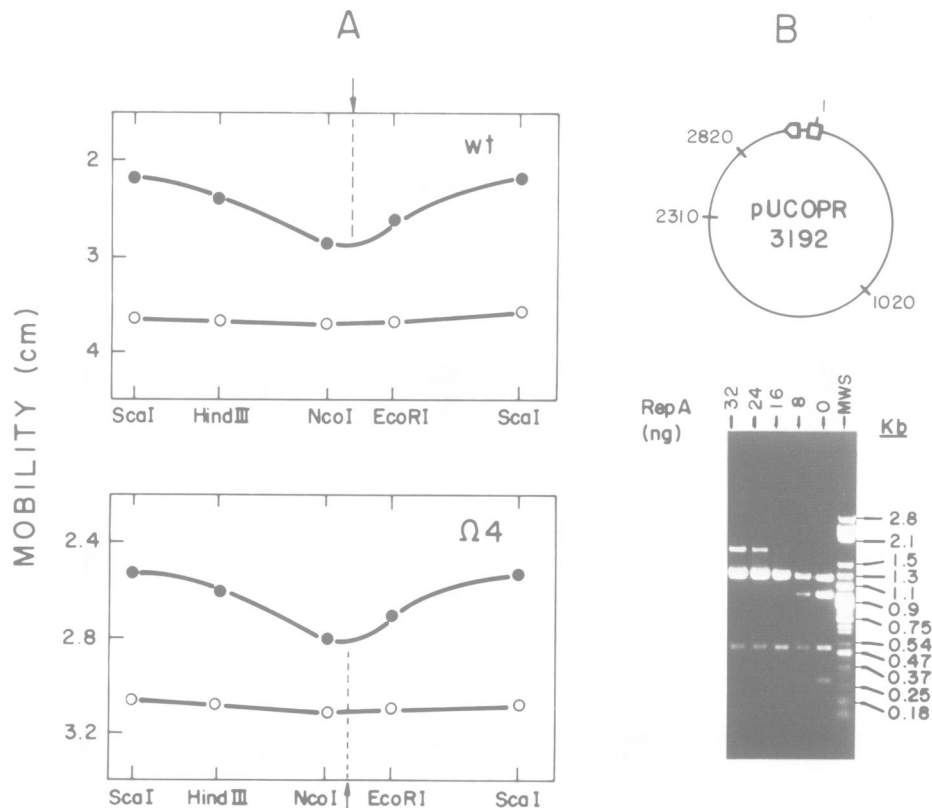 A
B
MOBILITY (cm)
wt
2
3
4
ScaI HindIII NcoI EcoRI ScaI
Ω4
2.4
2.8
3.2
ScaI HindIII NcoI EcoRI ScaI
2820
2310
1020
pUCOPR
3192
RepA
(ng)
32 24 16 8 0 MWS
Kb
2.8
2.1
1.5
1.3
1.1
0.9
0.75
0.54
0.47
0.37
0.25
0.18